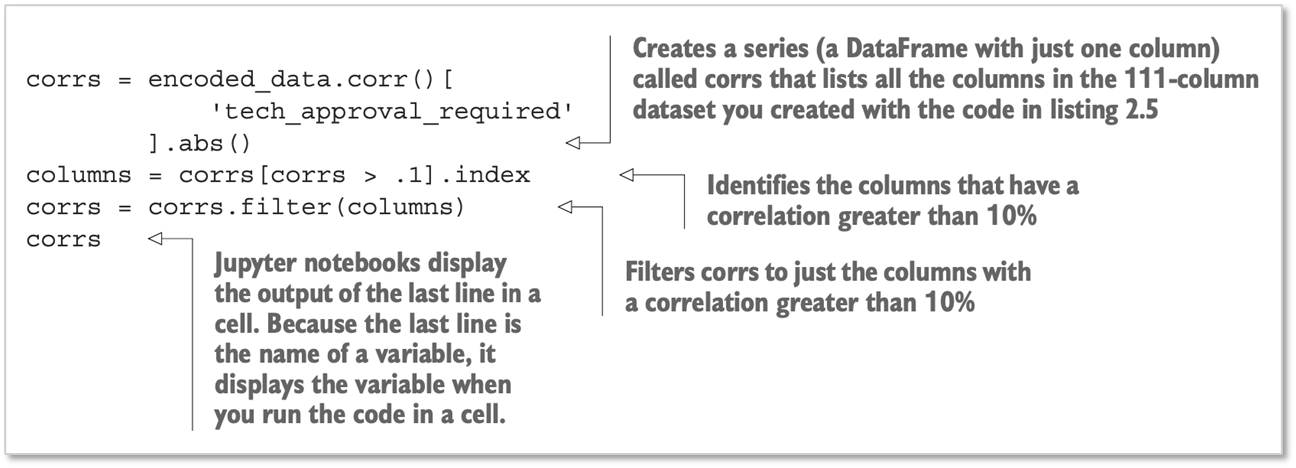 corrs = encoded_data.corr()[
'tech_approval_required'
].abs()
columns = corrs[corrs > .1].index
corrs = corrs.filter(columns)
corrs
Creates a series (a DataFrame with just one column)
called corrs that lists all the columns in the 111-column
dataset you created with the code in listing 2.5
Identifies the columns that have a
correlation greater than 10%
Filters corrs to just the columns with
a correlation greater than 10%
Jupyter notebooks display
the output of the last line in a
cell. Because the last line is
the name of a variable, it
displays the variable when
you run the code in a cell.